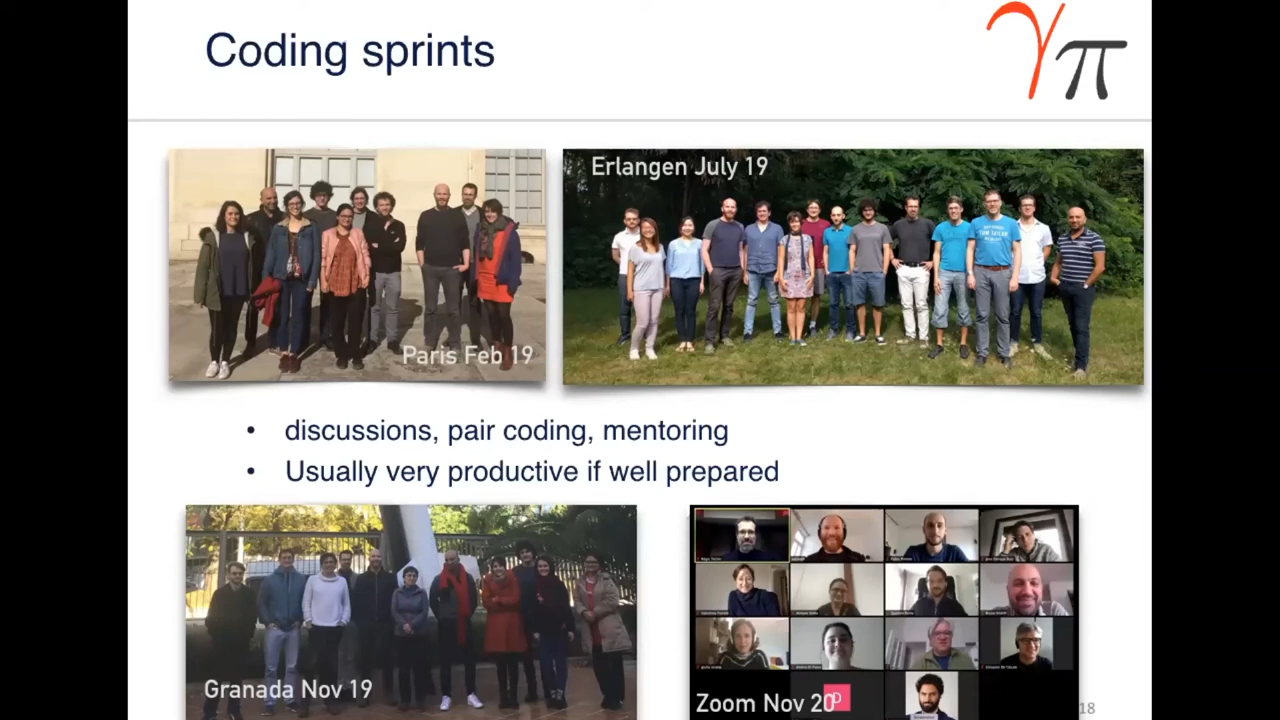 Coding sprints
γπ
Erlangen July 19
Paris Feb 19
• discussions, pair coding, mentoring
• Usually very productive if well prepared
Granada Nov 19
Zoom Nov 20
18